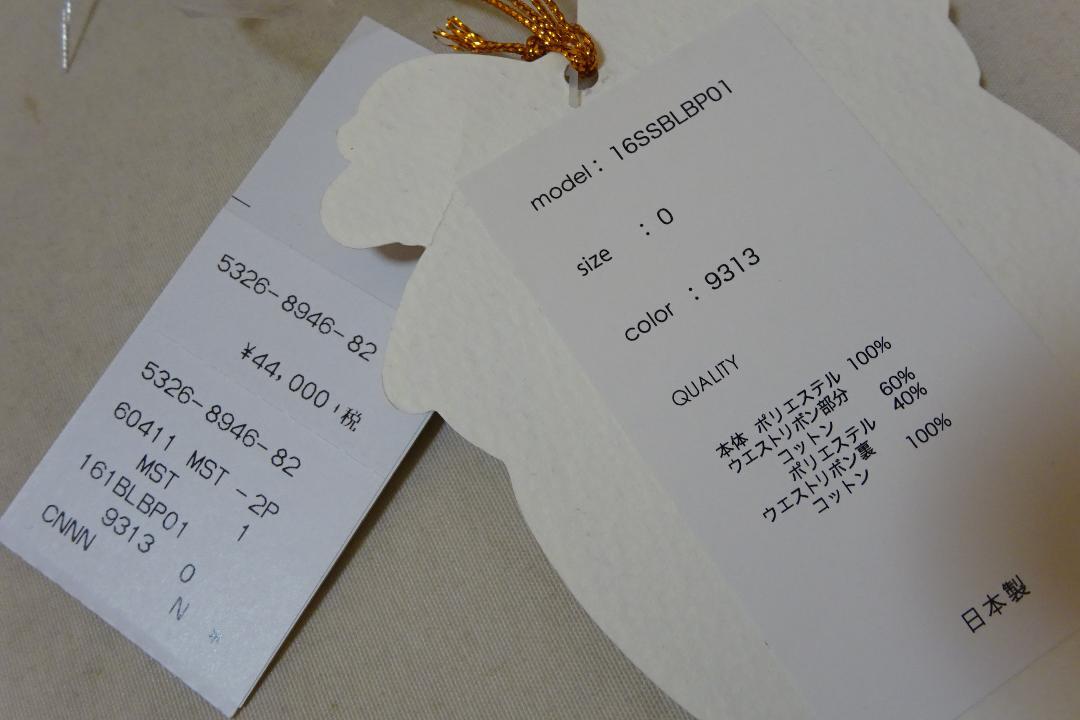 5326-8946-82
¥44,000'税
5326-8946-82
60411 MST -2P
MST 1
161BLBP01
9313 0
CNNN N *
model : 16SSBLBP01
size : 0
color : 9313
QUALITY
本体 ポリエステル 100%
ウエストリボン部分
コットン 60%
ポリエステル 40%
ウエストリボン裏
コットン 100%
日本製